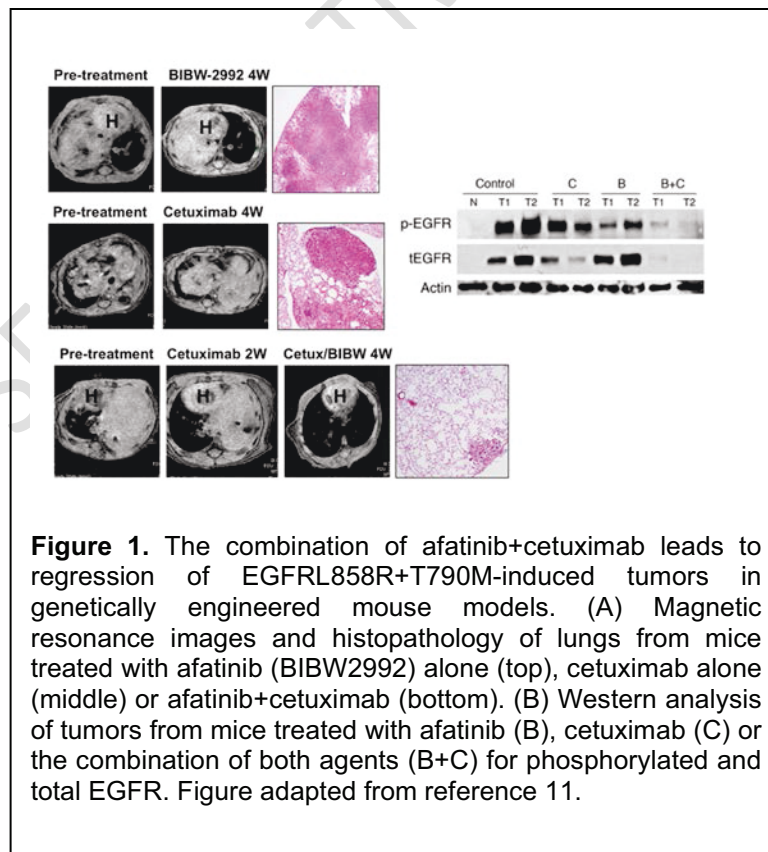 Pre-treatment BIBW-2992 4W
H H
Pre-treatment Cetuximab 4W
Pre-treatment Cetuximab 2W Cetux/BIBW 4W
H H H
Control C B B+C
N T1 T2 T1 T2 T1 T2 T1 T2
p-EGFR
tEGFR
Actin
Figure 1. The combination of afatinib+cetuximab leads to
regression of EGFRL858R+T790M-induced tumors in
genetically engineered mouse models. (A) Magnetic
resonance images and histopathology of lungs from mice
treated with afatinib (BIBW2992) alone (top), cetuximab alone
(middle) or afatinib+cetuximab (bottom). (B) Western analysis
of tumors from mice treated with afatinib (B), cetuximab (C) or
the combination of both agents (B+C) for phosphorylated and
total EGFR. Figure adapted from reference 11.